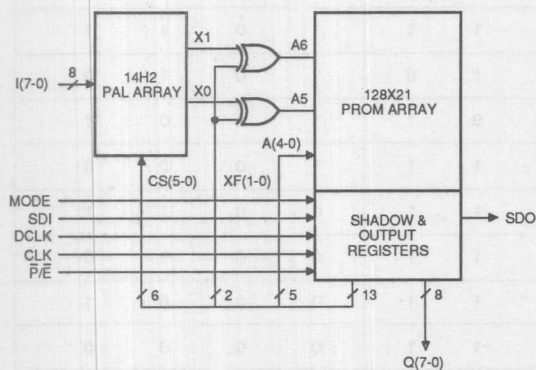 X1
A6
I(7-0)
8
14H2
PAL ARRAY
128X21
PROM ARRAY
X0
A5
A(4-0)
CS(5-0)
XF(1-0)
MODE
SDI
DCLK
CLK
P/E
SHADOW &
OUTPUT
REGISTERS
SDO
6
2
5
13
8
Q(7-0)